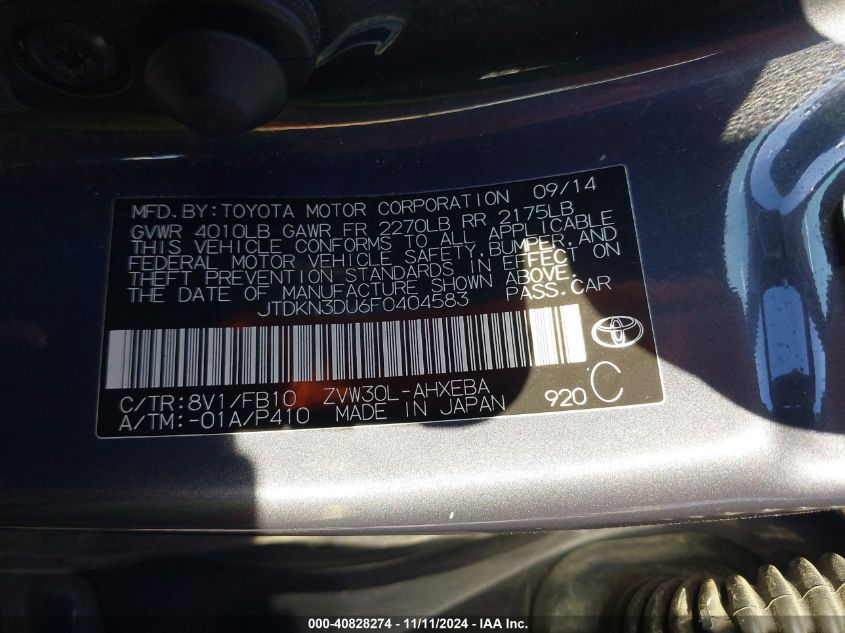 MFD.BY:TOYOTA MOTOR CORPORATION 09/14
GVWR 4010LB GAWR FR 2270LB RR 2175LB
THIS VEHICLE CONFORMS TO ALL APPLICABLE
FEDERAL MOTOR VEHICLE SAFETY,BUMPER,AND
THEFT PREVENTION STANDARDS IN EFFECT ON
THE DATE OF MANUFACTURE SHOWN ABOVE.
JTDKN3DU6F0404583 PASS.CAR
C/TR:8V1/FB10 ZVW30L-AHXEBA
A/TM:-01A/P410 MADE IN JAPAN 920 C
000-40828274 - 11/11/2024 - IAA Inc.